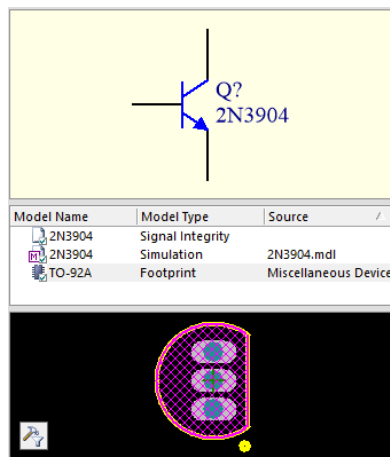 Q?
2N3904
Model Name Model Type Source
2N3904 Signal Integrity
M 2N3904 Simulation 2N3904.mdl
TO-92A Footprint Miscellaneous Device